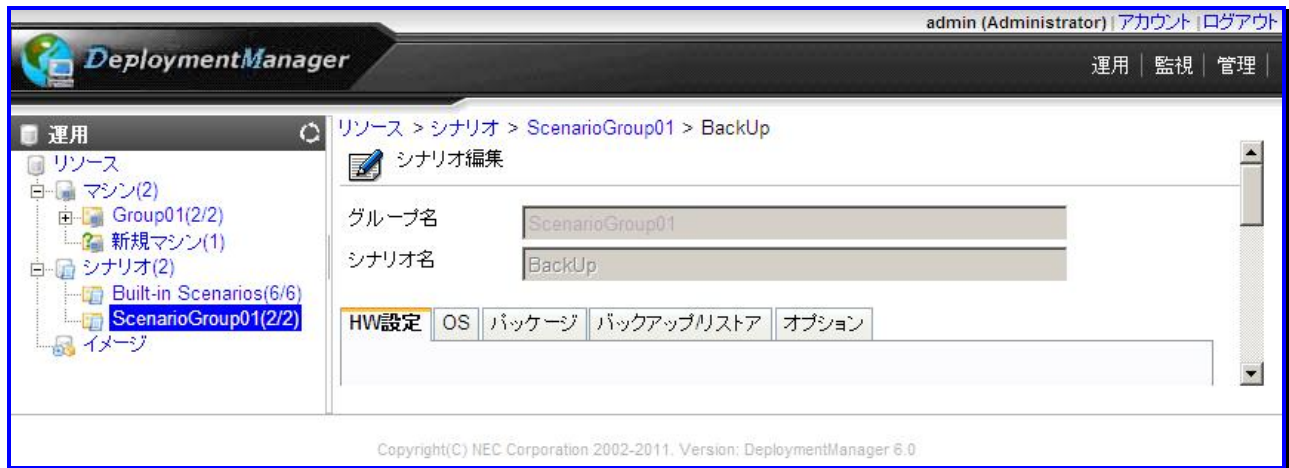 admin (Administrator) | アカウント | ログアウト
DeploymentManager
運用 | 監視 | 管理 |
運用
リソース
マシン(2)
Group01(2/2)
新規マシン(1)
シナリオ(2)
Built-in Scenarios(6/6)
ScenarioGroup01(2/2)
イメージ
リソース > シナリオ > ScenarioGroup01 > BackUp
シナリオ編集
グループ名 ScenarioGroup01
シナリオ名 BackUp
HW設定 OS パッケージ バックアップ/リストア オプション
Copyright(C) NEC Corporation 2002-2011. Version: DeploymentManager 6.0